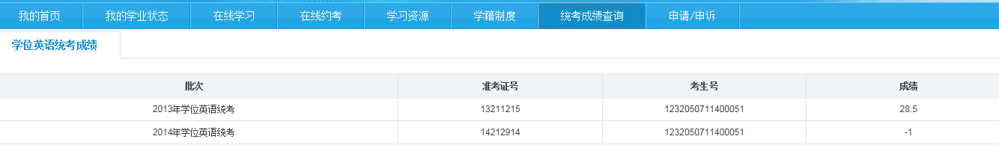 我的首页 我的学业状态 在线学习 在线约考 学习资源 学籍制度 统考成绩查询 申请/申诉
学位英语统考成绩
批次 准考证号 考生号 成绩
2013年学位英语统考 13211215 1232050711400051 28.5
2014年学位英语统考 14212914 1232050711400051 -1